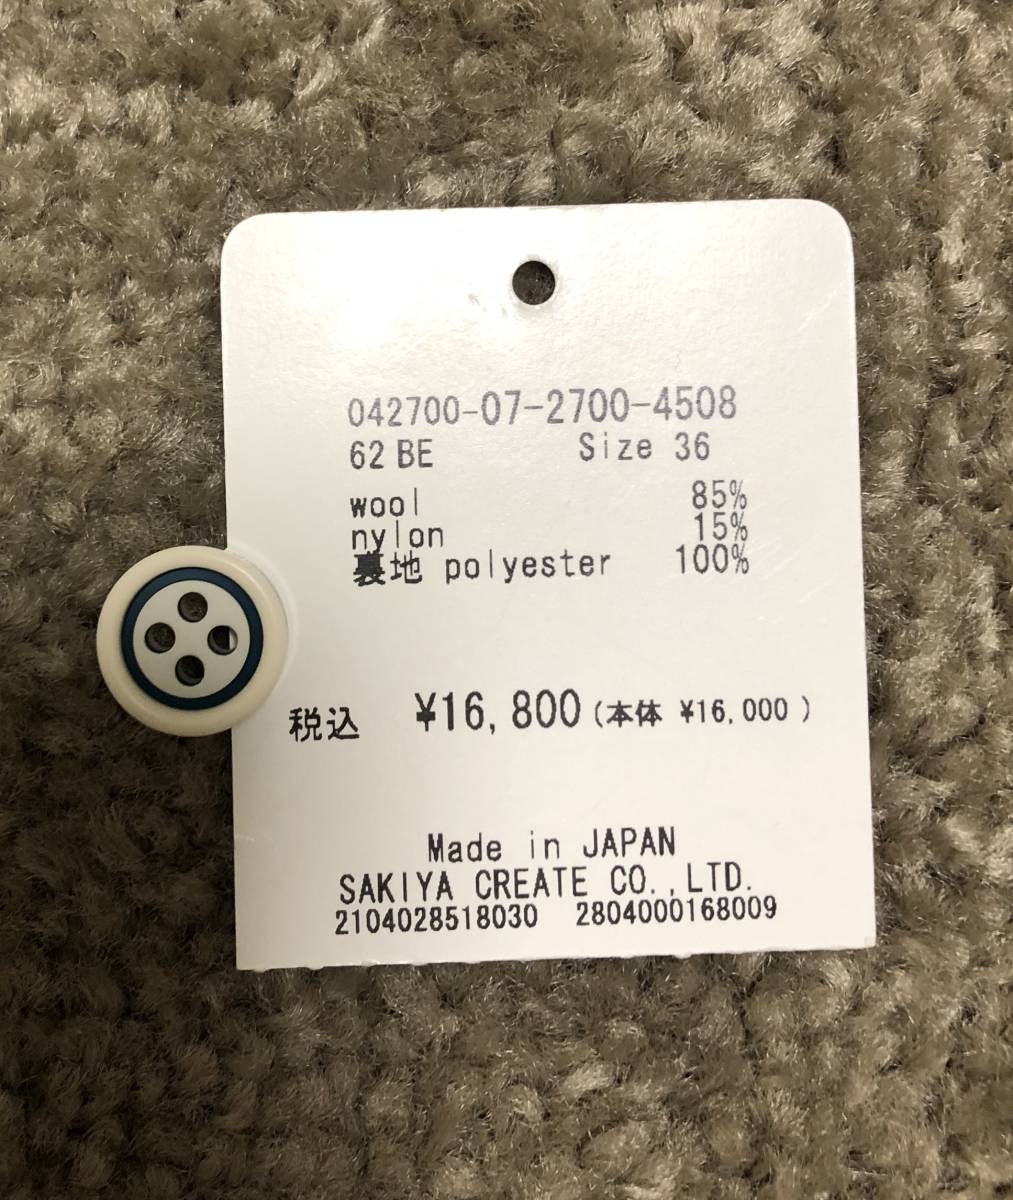 042700-07-2700-4508
62 BE Size 36
wool 85%
nylon 15%
裏地 polyester 100%
税込 ¥16,800 (本体 ¥16,000 )
Made in JAPAN
SAKIYA CREATE CO.,LTD.
2104028518030 2804000168009